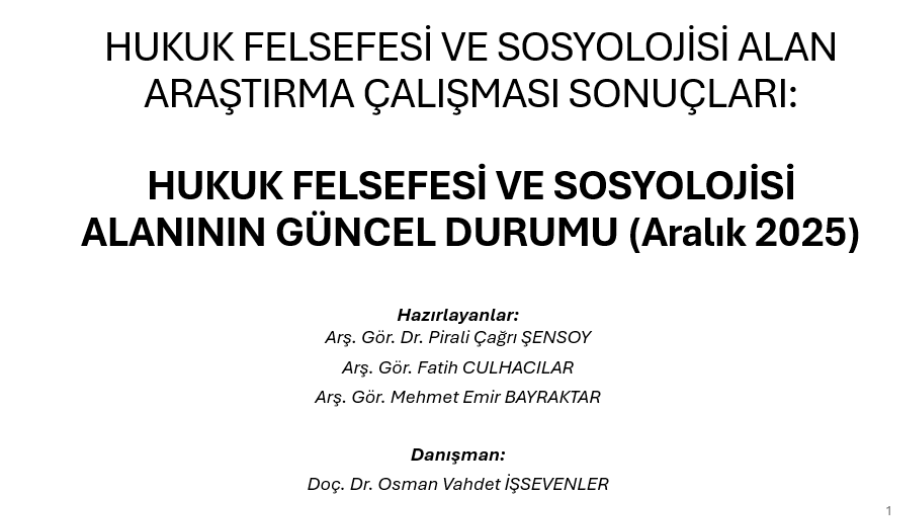 HUKUK FELSEFESİ VE SOSYOLOJİSİ ALAN
ARAŞTIRMA ÇALIŞMASI SONUÇLARI:
HUKUK FELSEFESİ VE SOSYOLOJİSİ
ALANININ GÜNCEL DURUMU (Aralık 2025)
Hazırlayanlar:
Arş. Gör. Dr. Pirali Çağrı ŞENSOY
Arş. Gör. Fatih CULHACILAR
Arş. Gör. Mehmet Emir BAYRAKTAR
Danışman:
Doç. Dr. Osman Vahdet İŞSEVENLER
1